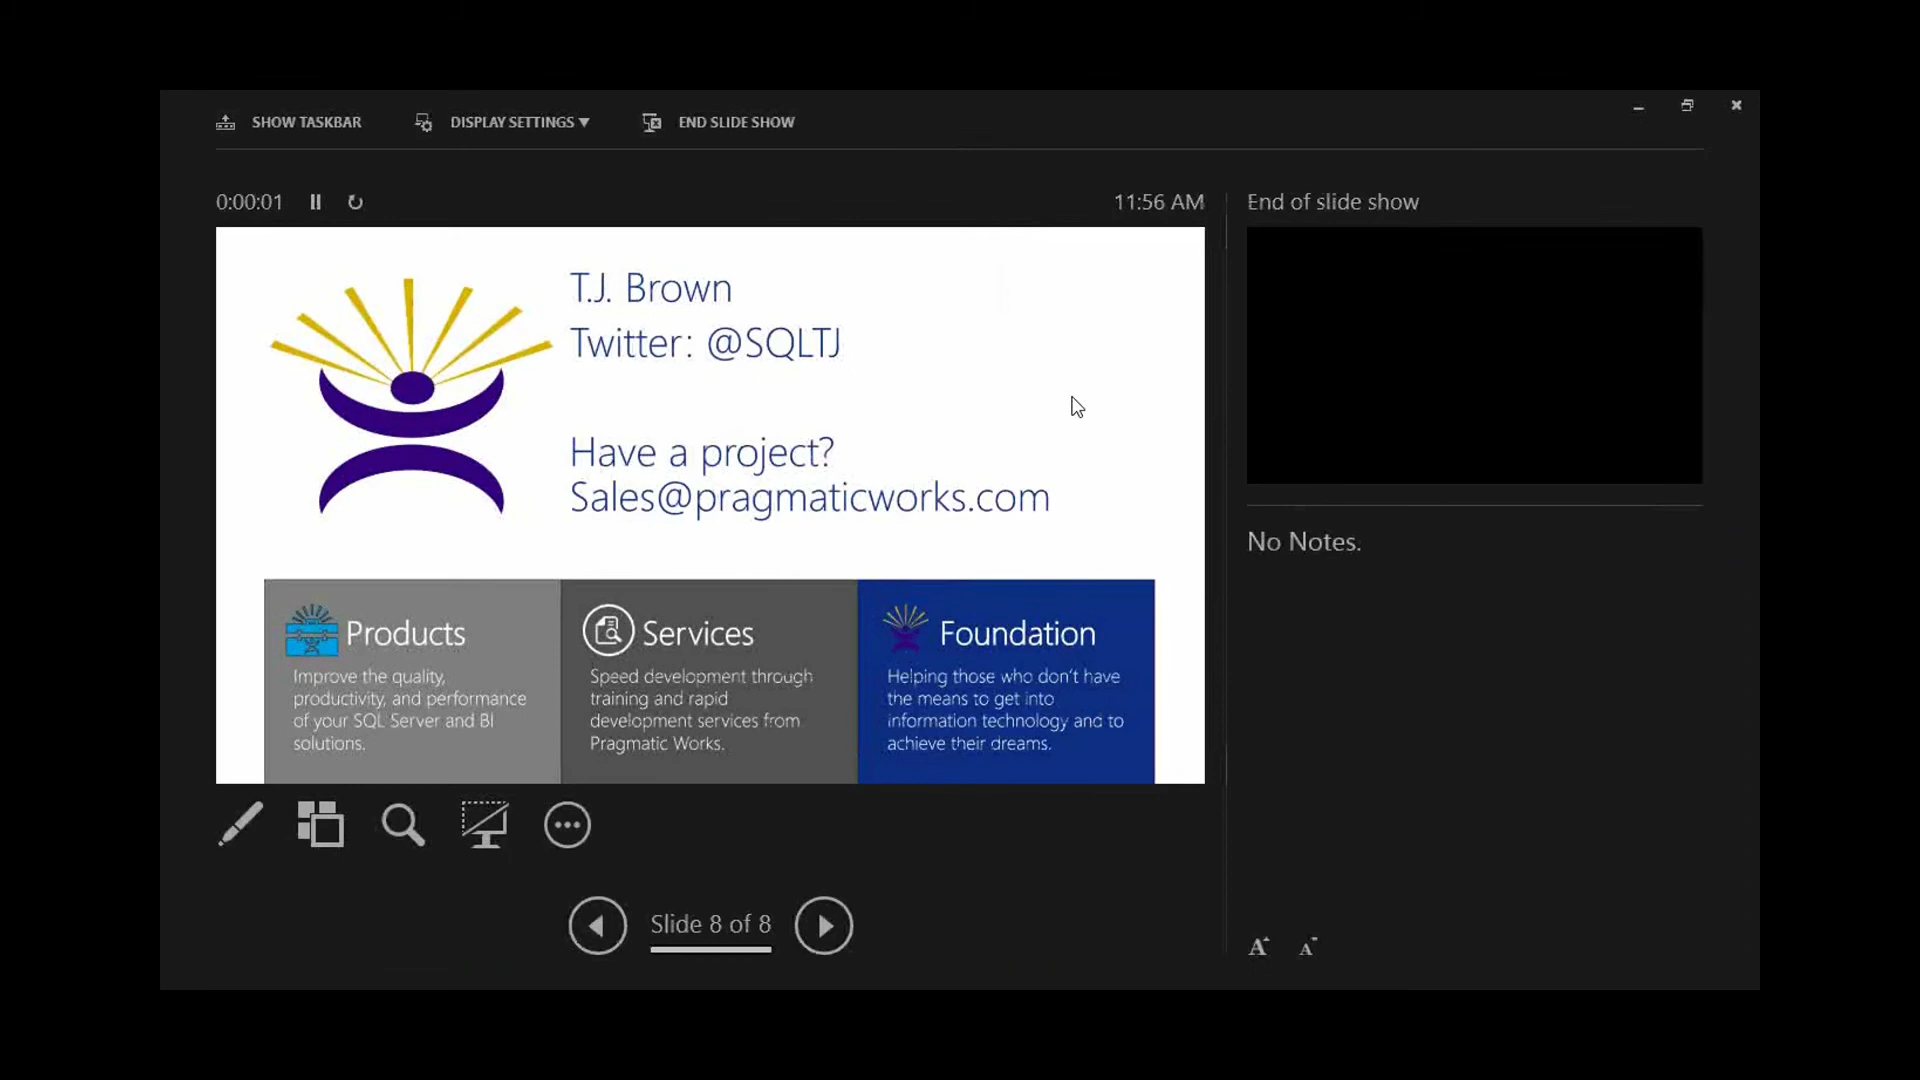 SHOW TASKBAR
DISPLAY SETTINGS ▼
END SLIDE SHOW
0:00:01
11:56 AM
End of slide show
T.J. Brown
Twitter: @SQLTJ
Have a project?
Sales@pragmaticworks.com
Products
Improve the quality,
productivity, and performance
of your SQL Server and BI
solutions.
Services
Speed development through
training and rapid
development services from
Pragmatic Works.
Foundation
Helping those who don't have
the means to get into
information technology and to
achieve their dreams.
No Notes.
Slide 8 of 8
A
A